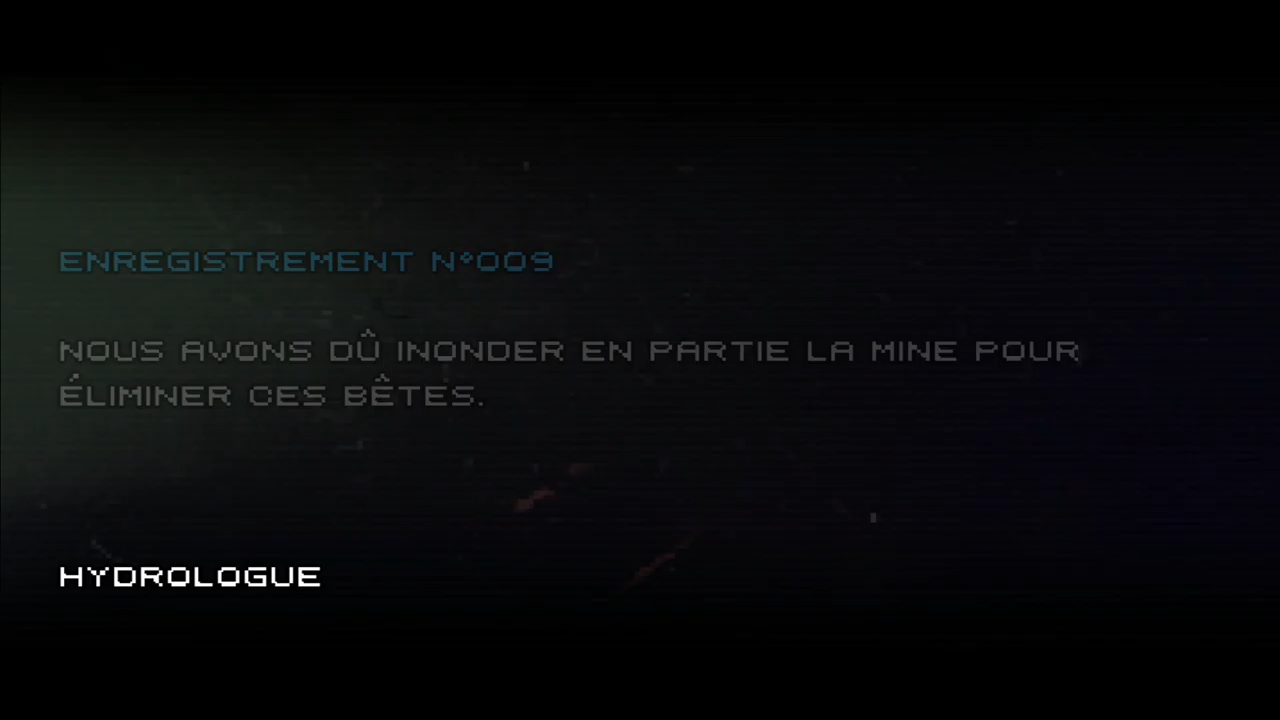 ENREGISTREMENT N°009
NOUS AVONS DÛ INONDER EN PARTIE LA MINE POUR
ÉLIMINER CES BÊTES.
HYDROLOGUE